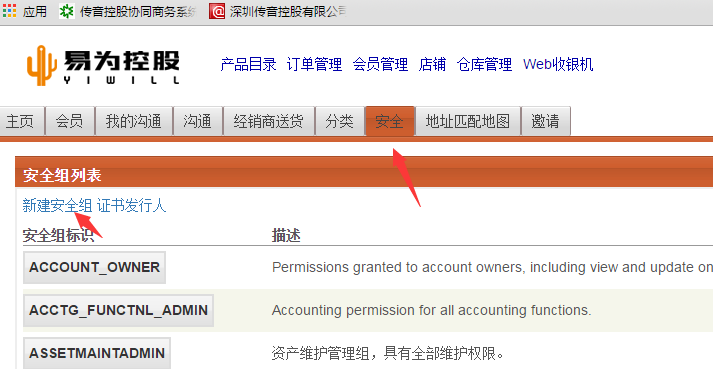 应用 传音控股协同商务系统 深圳传音控股有限公司
易为控股
YIWILL
产品目录 订单管理 会员管理 店铺 仓库管理 Web收银机
主页 会员 我的沟通 沟通 经销商送货 分类 安全 地址匹配地图 邀请
安全组列表
新建安全组 证书发行人
安全组标识 描述
ACCOUNT_OWNER Permissions granted to account owners, including view and update on
ACCTG_FUNCTNL_ADMIN Accounting permission for all accounting functions.
ASSETMAINTADMIN 资产维护管理组，具有全部维护权限。